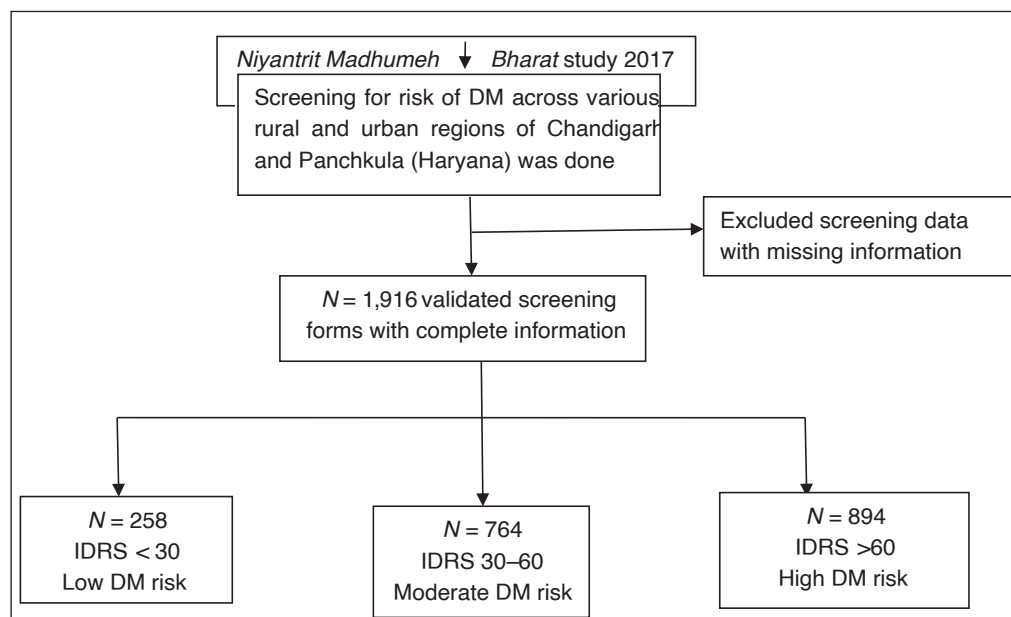 Niyantrit Madhumeh Bharat study 2017
Screening for risk of DM across various
rural and urban regions of Chandigarh
and Panchkula (Haryana) was done
Excluded screening data
with missing information
N = 1,916 validated screening
forms with complete information
N = 258
IDRS < 30
Low DM risk
N = 764
IDRS 30–60
Moderate DM risk
N = 894
IDRS >60
High DM risk